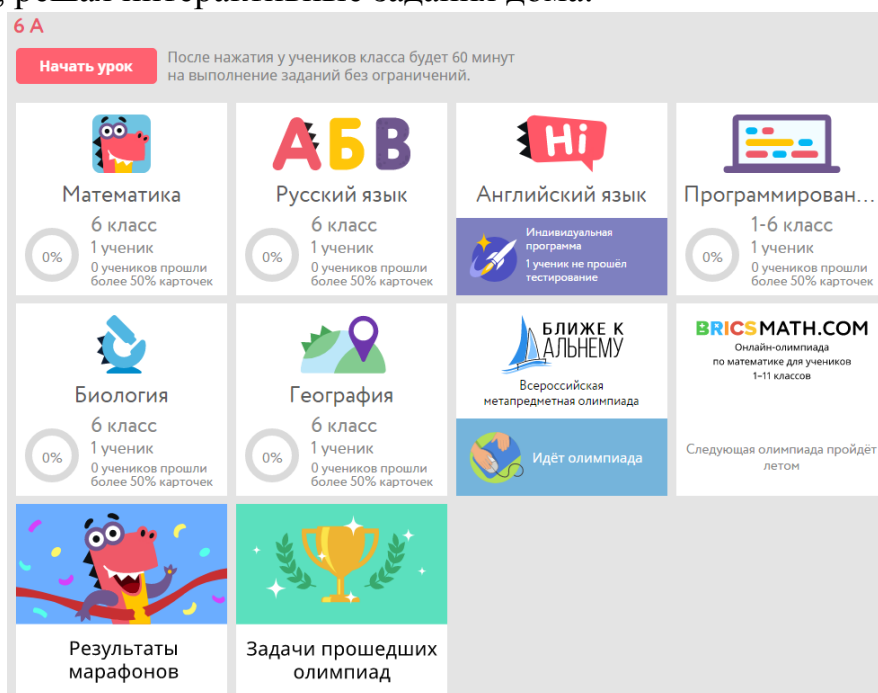 , решая интерактивные задания дома.
6 А
Начать урок
После нажатия у учеников класса будет 60 минут
на выполнение заданий без ограничений.
Математика
6 класс
0%
1 ученик
0 учеников прошли
более 50% карточек
АБВ
Русский язык
6 класс
0%
1 ученик
0 учеников прошли
более 50% карточек
Hi
Английский язык
Индивидуальная
программа
1 ученик не прошёл
тестирование
Программирован...
1-6 класс
0%
1 ученик
0 учеников прошли
более 50% карточек
Биология
6 класс
0%
1 ученик
0 учеников прошли
более 50% карточек
География
6 класс
0%
1 ученик
0 учеников прошли
более 50% карточек
БЛИЖЕ К
АЛЬНЕМУ
Всероссийская
метапредметная олимпиада
Идёт олимпиада
BRICSMATH.COM
Онлайн-олимпиада
по математике для учеников
1–11 классов
Следующая олимпиада пройдёт
летом
Результаты
марафонов
Задачи прошедших
олимпиад